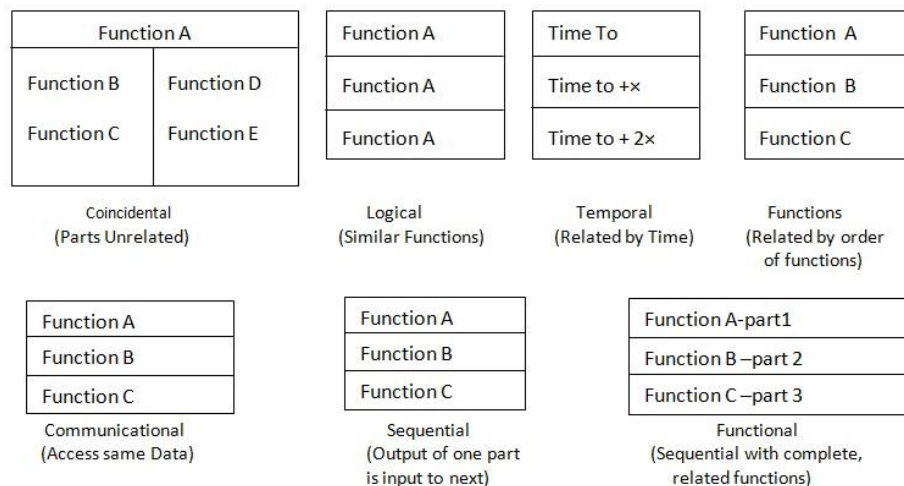 Function A
Function B
Function D
Function C
Function E
Coincidental
(Parts Unrelated)
Function A
Function A
Function A
Logical
(Similar Functions)
Time To
Time to +x
Time to + 2x
Temporal
(Related by Time)
Function A
Function B
Function C
Functions
(Related by order
of functions)
Function A
Function B
Function C
Communicational
(Access same Data)
Function A
Function B
Function C
Sequential
(Output of one part
is input to next)
Function A-part1
Function B –part 2
Function C –part 3
Functional
(Sequential with complete,
related functions)